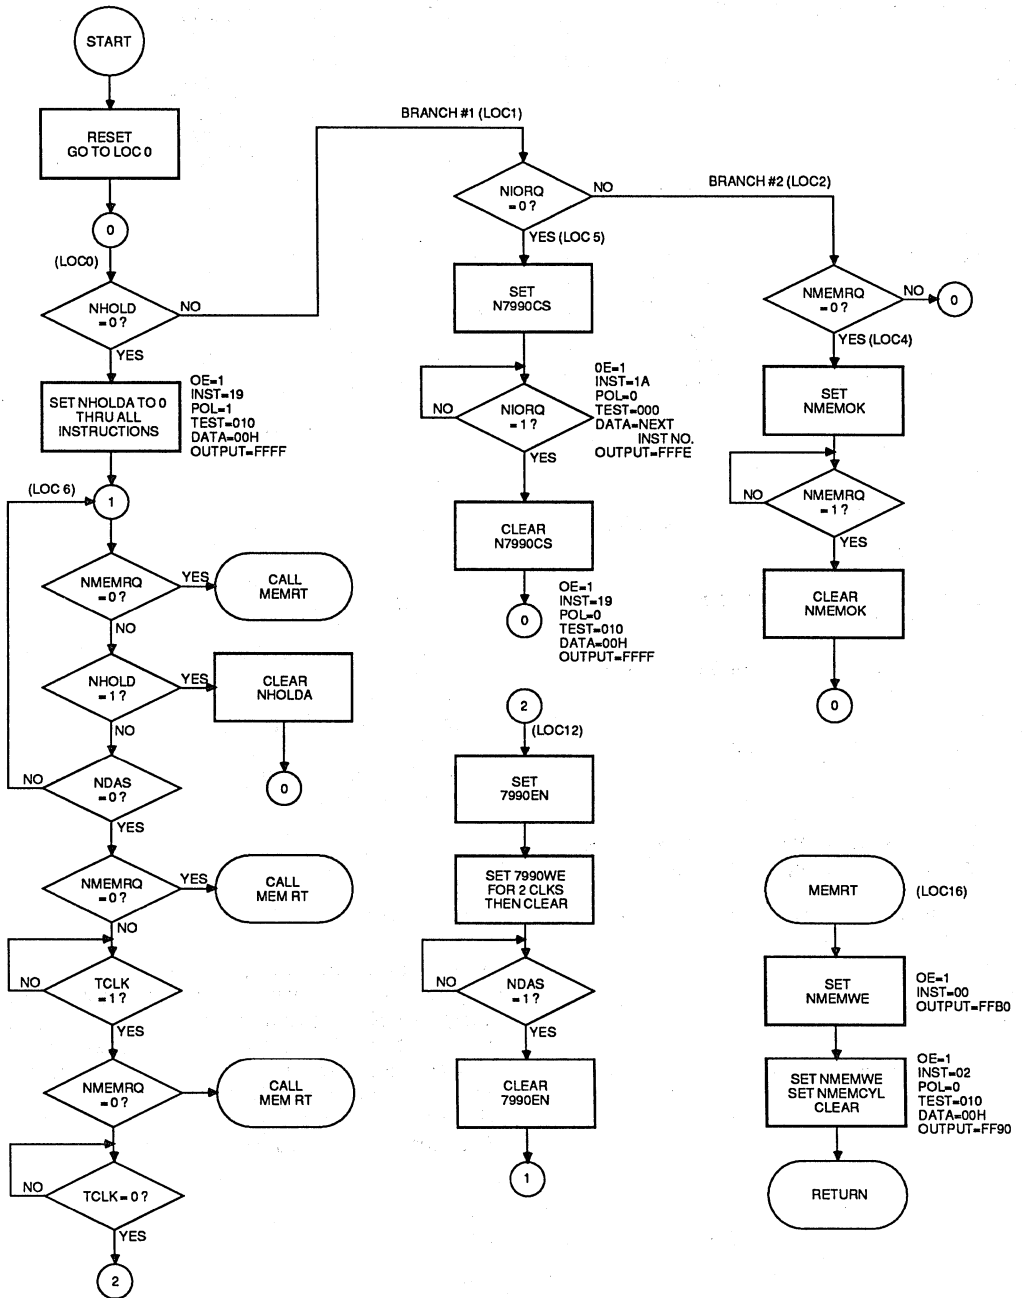 START
RESET
GO TO LOC 0
0
(LOC0)
NHOLD
=0?
NO
YES
SET NHOLDA TO 0
THRU ALL
INSTRUCTIONS
OE=1
INST=19
POL=1
TEST=010
DATA=00H
OUTPUT=FFFF
(LOC 6)
1
NMEMRQ
=0?
YES
CALL
MEMRT
NO
NHOLD
=1?
YES
CLEAR
NHOLDA
0
NO
NDAS
=0?
NO
YES
NMEMRQ
=0?
YES
CALL
MEM RT
NO
TCLK
=1?
NO
YES
NMEMRQ
=0?
CALL
MEM RT
TCLK=0?
NO
YES
2
BRANCH #1 (LOC1)
NIORQ
=0?
NO
YES (LOC 5)
SET
N7990CS
NIORQ
=1?
NO
YES
0E=1
INST=1A
POL=0
TEST=000
DATA=NEXT
INST NO.
OUTPUT=FFFE
CLEAR
N7990CS
0
OE=1
INST=19
POL=0
TEST=010
DATA=00H
OUTPUT=FFFF
2
(LOC12)
SET
7990EN
SET 7990WE
FOR 2 CLKS
THEN CLEAR
NDAS
=1?
NO
YES
CLEAR
7990EN
1
BRANCH #2 (LOC2)
NMEMRQ
=0?
NO
0
YES (LOC4)
SET
NMEMOK
NMEMRQ
=1?
NO
YES
CLEAR
NMEMOK
0
MEMRT
(LOC16)
SET
NMEMWE
OE=1
INST=00
OUTPUT=FFB0
SET NMEMWE
SET NMEMCYL
CLEAR
OE=1
INST=02
POL=0
TEST=010
DATA=00H
OUTPUT=FF90
RETURN